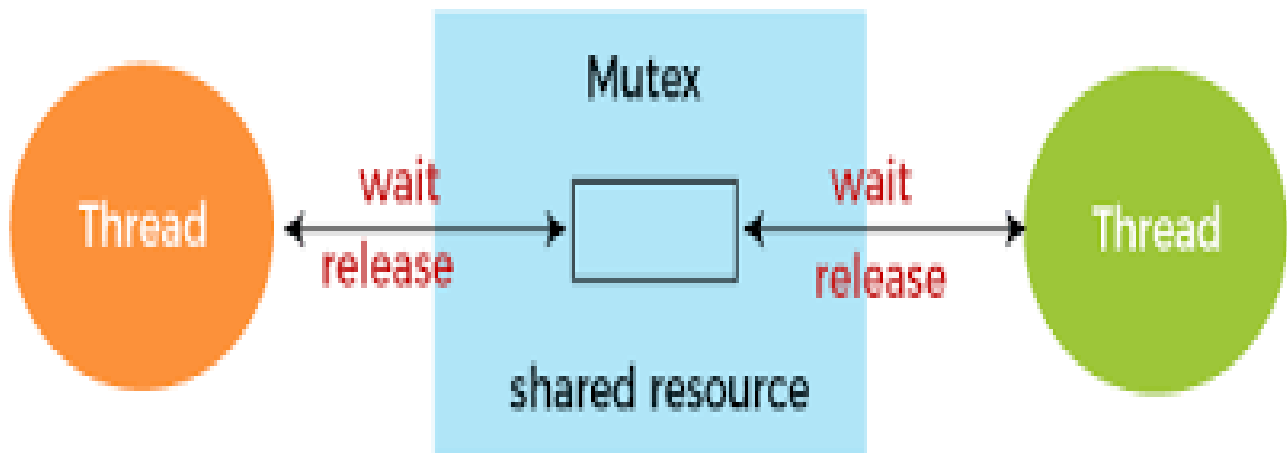 Mutex
wait
wait
Thread
Thread
release
release
shared resource